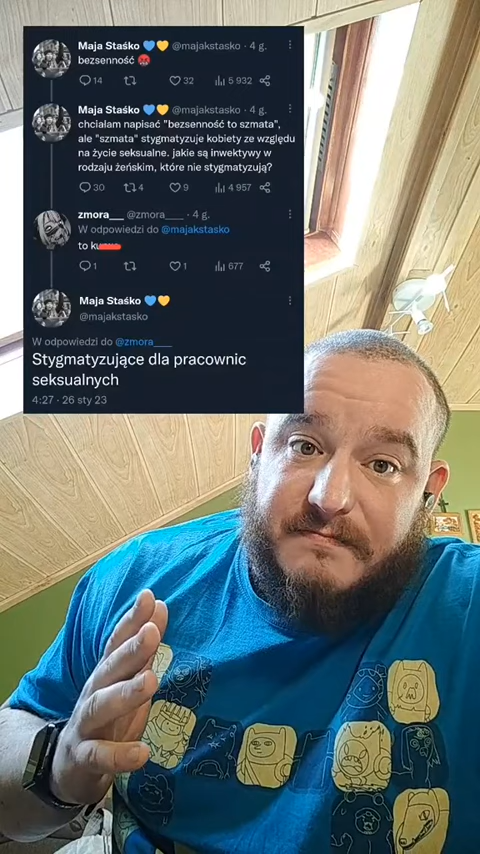 Maja Staśko 💙💛 @majakstasko · 4 g.
bezsenność 😡
14 32 5 932
Maja Staśko 💙💛 @majakstasko · 4 g.
chciałam napisać "bezsenność to szmata",
ale "szmata" stygmatyzuje kobiety ze względu
na życie seksualne. jakie są inwektywy w
rodzaju żeńskim, które nie stygmatyzują?
30 4 9 4 957
zmora___ @zmora____ · 4 g.
W odpowiedzi do @majakstasko
to
1 1 677
Maja Staśko 💙💛
@majakstasko
W odpowiedzi do @zmora____
Stygmatyzujące dla pracownic
seksualnych
4:27 · 26 sty 23